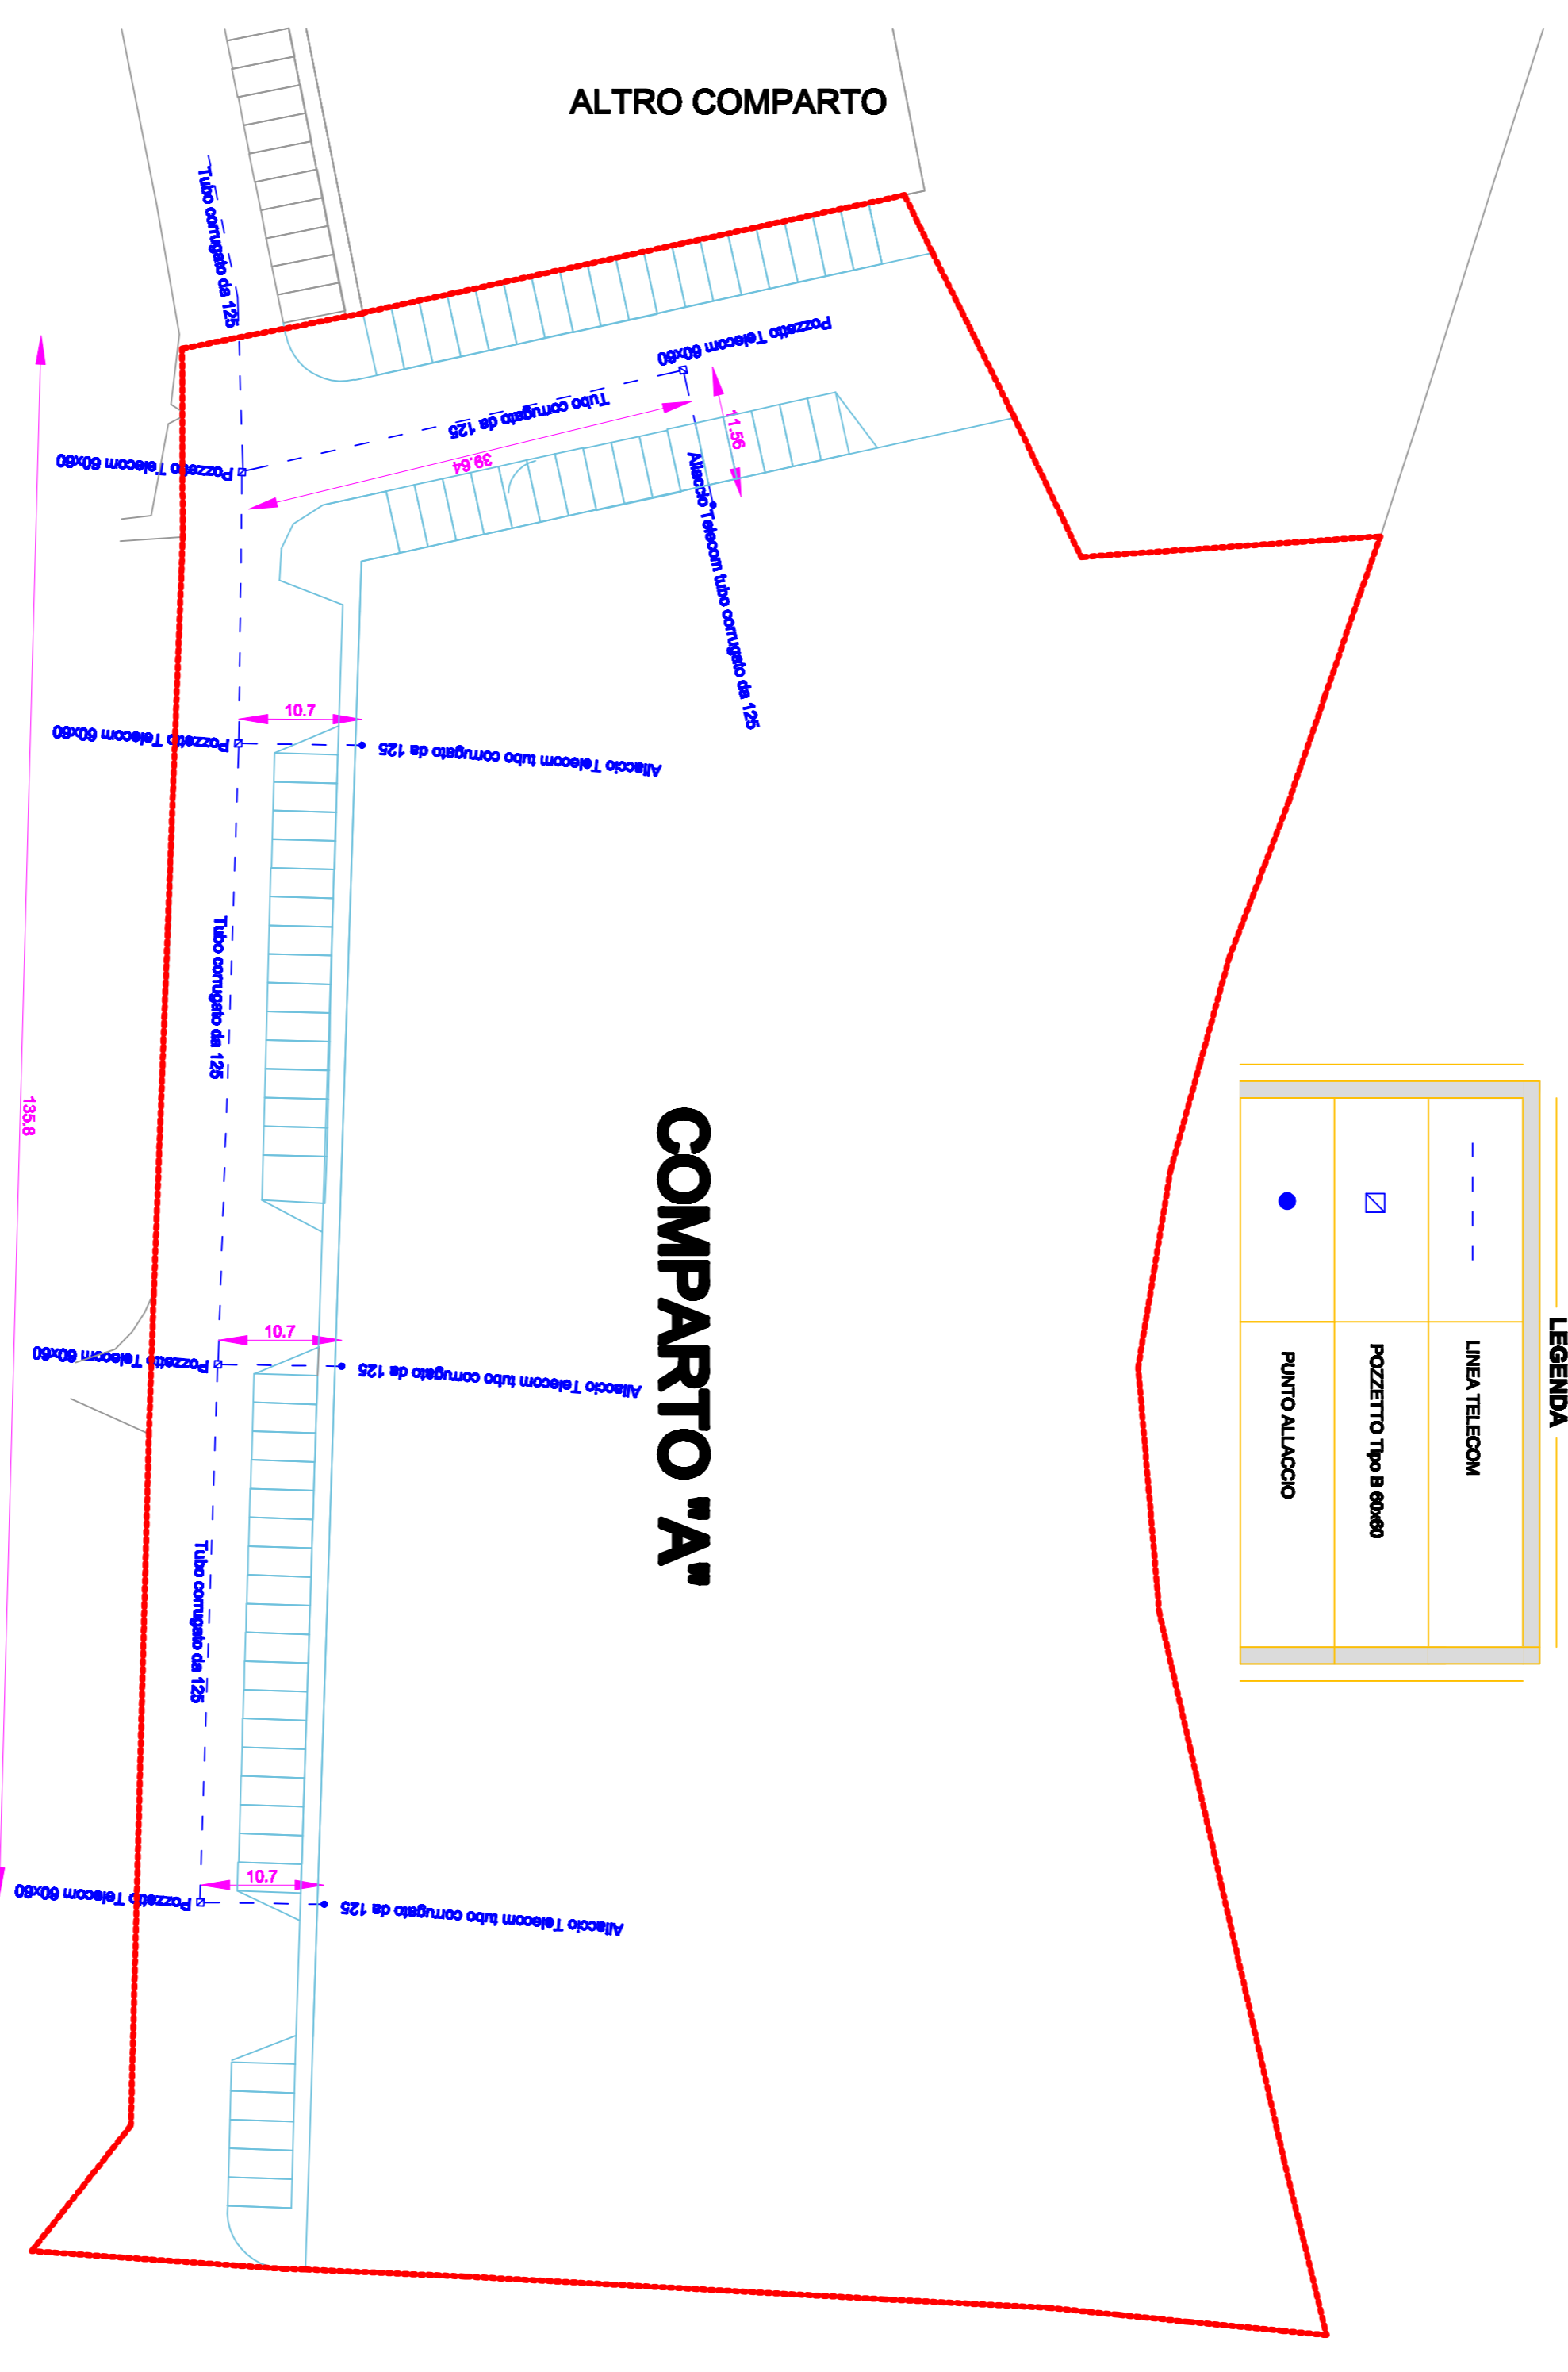 ALTRO COMPARTO
Tubo corrugato da 125
Pozzetto Telecom 60x60
Tubo corrugato da 125
11.56
39.64
Pozzetto Telecom 60x60
Allaccio Telecom tubo corrugato da 125
10.7
Pozzetto Telecom 60x60
Allaccio Telecom tubo corrugato da 125
Tubo corrugato da 125
135.8
COMPARTO "A"
10.7
Pozzetto Telecom 60x60
Allaccio Telecom tubo corrugato da 125
Tubo corrugato da 125
10.7
Pozzetto Telecom 60x60
Allaccio Telecom tubo corrugato da 125
LEGENDA
LINEA TELECOM
POZZETTO Tipo B 60x60
PUNTO ALLACCIO